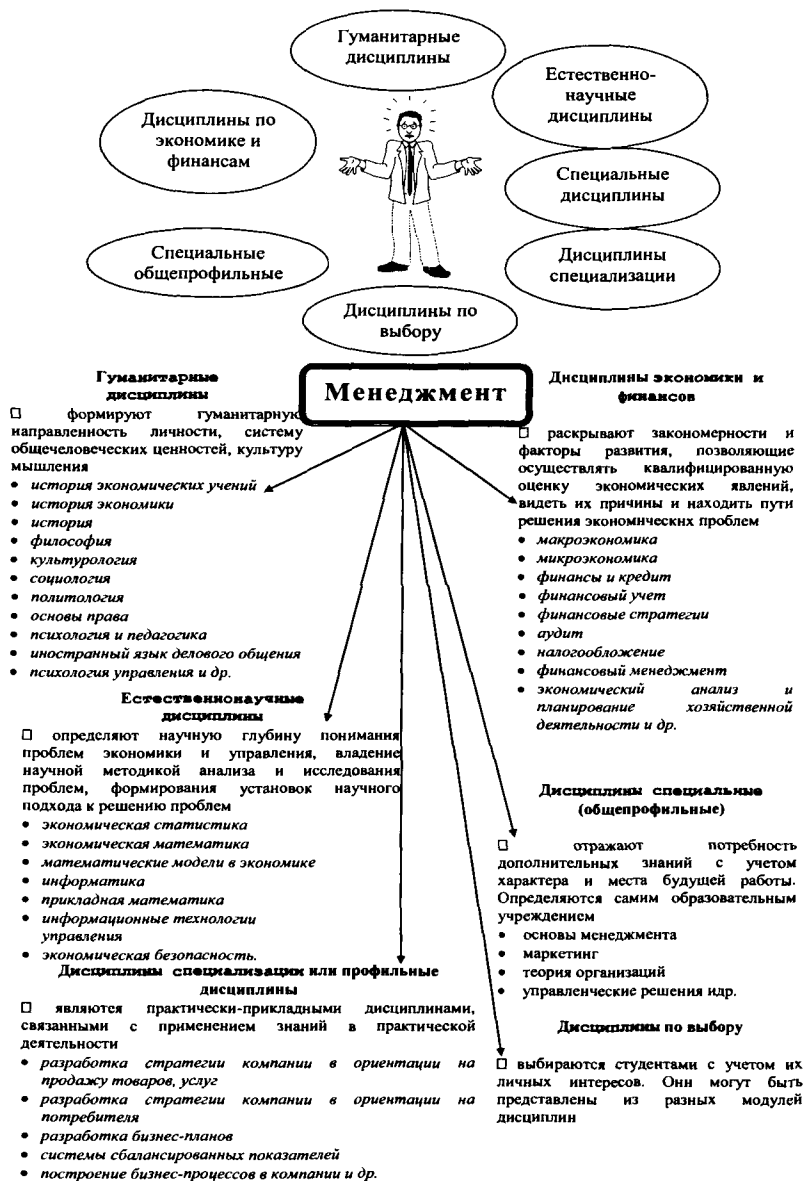 Гуманитарные
дисциплины
Естественно-
научные
дисциплины
Дисциплины по
экономике и
финансам
Специальные
дисциплины
Специальные
общепрофильные
Дисциплины
специализации
Дисциплины по
выбору
Менеджмент
Гуманитарные
дисциплины
□ формируют гуманитарную
направленность личности, систему
общечеловеческих ценностей, культуру
мышления
• история экономических учений
• история экономики
• история
• философия
• культурология
• социология
• политология
• основы права
• психология и педагогика
• иностранный язык делового общения
• психология управления и др.
Естественнонаучные
дисциплины
□ определяют научную глубину понимания
проблем экономики и управления, владение
научной методикой анализа и исследования
проблем, формирования установок научного
подхода к решению проблем
• экономическая статистика
• экономическая математика
• математические модели в экономике
• информатика
• прикладная математика
• информационные технологии
управления
• экономическая безопасность.
Дисциплины специализации или профильные
дисциплины
□ являются практически-прикладными дисциплинами,
связанными с применением знаний в практической
деятельности
• разработка стратегии компании в ориентации на
продажу товаров, услуг
• разработка стратегии компании в ориентации на
потребителя
• разработка бизнес-планов
• системы сбалансированных показателей
• построение бизнес-процессов в компании и др.
Дисциплины экономики и
финансов
□ раскрывают закономерности и
факторы развития, позволяющие
осуществлять квалифицированную
оценку экономических явлений,
видеть их причины и находить пути
решения экономических проблем
• макроэкономика
• микроэкономика
• финансы и кредит
• финансовый учет
• финансовые стратегии
• аудит
• налогообложение
• финансовый менеджмент
• экономический анализ и
планирование хозяйственной
деятельности и др.
Дисциплины специальные
(общепрофильные)
□ отражают потребность
дополнительных знаний с учетом
характера и места будущей работы.
Определяются самим образовательным
учреждением
• основы менеджмента
• маркетинг
• теория организаций
• управленческие решения идр.
Дисциплины по выбору
□ выбираются студентами с учетом их
личных интересов. Они могут быть
представлены из разных модулей
дисциплин